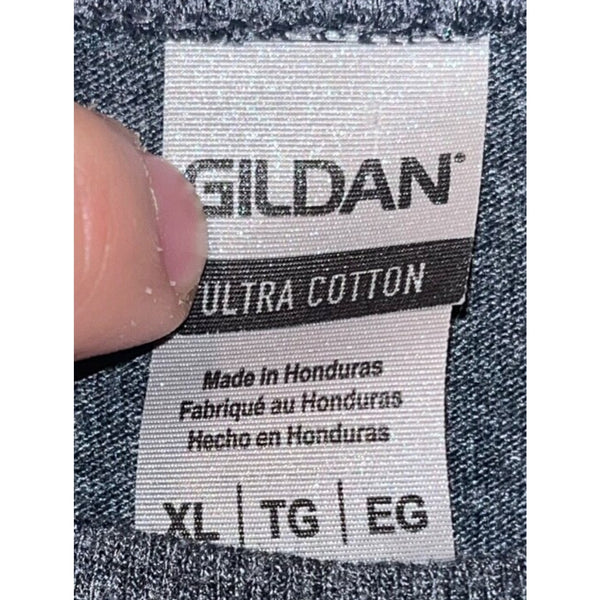 GILDAN®
ULTRA COTTON
Made in Honduras
Fabriqué au Honduras
Hecho en Honduras
XL | TG | EG